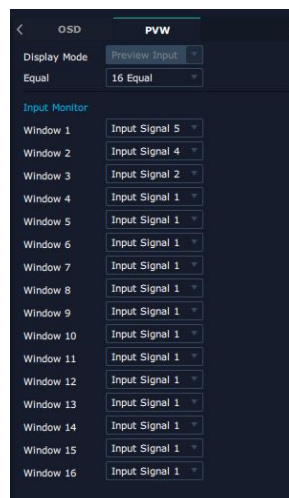 OSD PVW
Display Mode Preview Input
Equal 16 Equal
Input Monitor
Window 1 Input Signal 5
Window 2 Input Signal 4
Window 3 Input Signal 2
Window 4 Input Signal 1
Window 5 Input Signal 1
Window 6 Input Signal 1
Window 7 Input Signal 1
Window 8 Input Signal 1
Window 9 Input Signal 1
Window 10 Input Signal 1
Window 11 Input Signal 1
Window 12 Input Signal 1
Window 13 Input Signal 1
Window 14 Input Signal 1
Window 15 Input Signal 1
Window 16 Input Signal 1